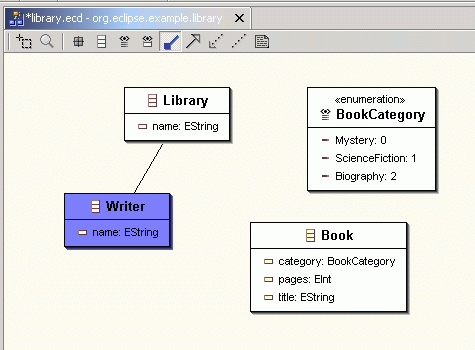 *library.ecd - org.eclipse.example.library
Library
name: EString
«enumeration»
BookCategory
Mystery: 0
ScienceFiction: 1
Biography: 2
Writer
name: EString
Book
category: BookCategory
pages: EInt
title: EString